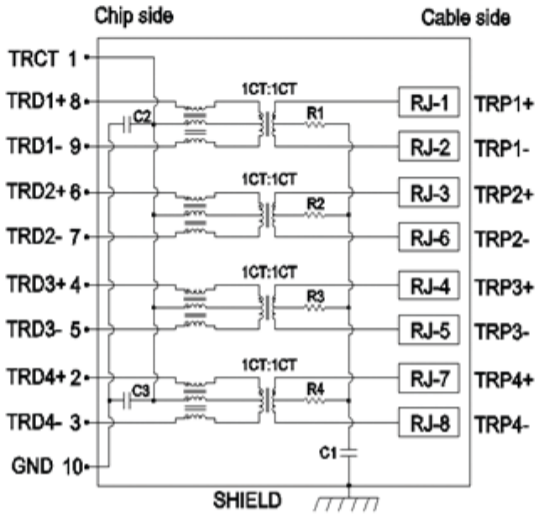 Chip side Cable side
TRCT 1
1CT:1CT
TRD1+ 8 C2 R1 RJ-1 TRP1+
TRD1- 9 RJ-2 TRP1-
1CT:1CT
TRD2+ 6 R2 RJ-3 TRP2+
TRD2- 7 RJ-6 TRP2-
1CT:1CT
TRD3+ 4 R3 RJ-4 TRP3+
TRD3- 5 RJ-5 TRP3-
1CT:1CT
TRD4+ 2 C3 R4 RJ-7 TRP4+
TRD4- 3 RJ-8 TRP4-
C1
GND 10
SHIELD